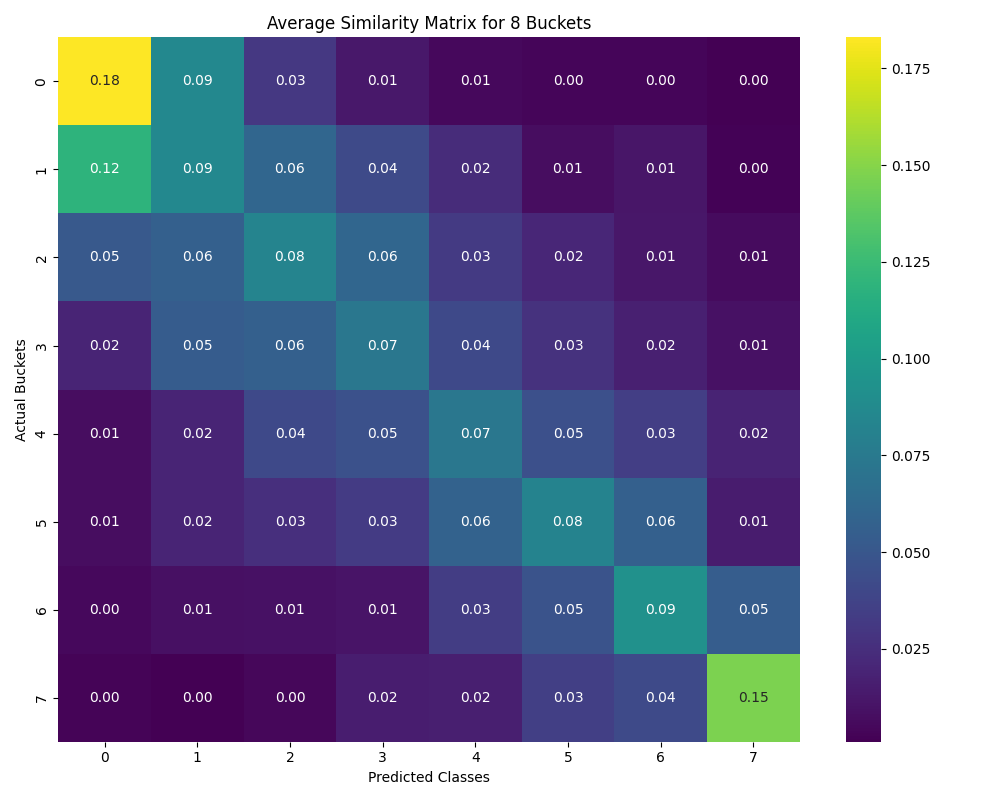 Average Similarity Matrix for 8 Buckets
0 0.18 0.09 0.03 0.01 0.01 0.00 0.00 0.00
1 0.12 0.09 0.06 0.04 0.02 0.01 0.01 0.00
2 0.05 0.06 0.08 0.06 0.03 0.02 0.01 0.01
3 0.02 0.05 0.06 0.07 0.04 0.03 0.02 0.01
4 0.01 0.02 0.04 0.05 0.07 0.05 0.03 0.02
5 0.01 0.02 0.03 0.03 0.06 0.08 0.06 0.01
6 0.00 0.01 0.01 0.01 0.03 0.05 0.09 0.05
7 0.00 0.00 0.00 0.02 0.02 0.03 0.04 0.15
0 1 2 3 4 5 6 7
Predicted Classes
Actual Buckets
0.175
0.150
0.125
0.100
0.075
0.050
0.025